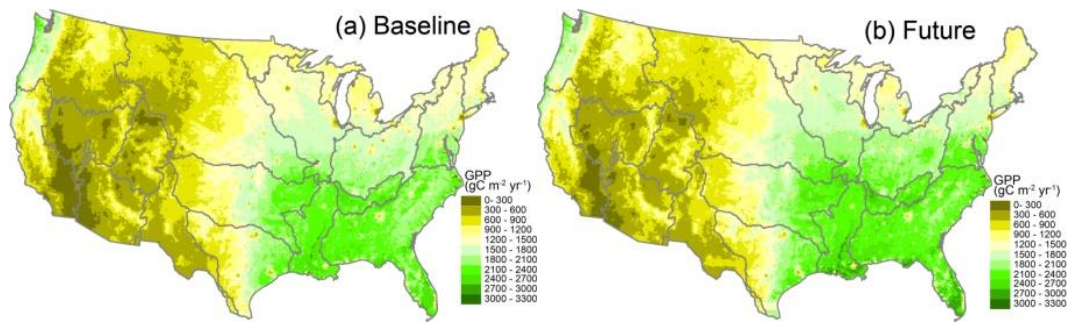 (a) Baseline
GPP
(gC m⁻² yr⁻¹)
0- 300
300 - 600
600 - 900
900 - 1200
1200 - 1500
1500 - 1800
1800 - 2100
2100 - 2400
2400 - 2700
2700 - 3000
3000 - 3300
(b) Future
GPP
(gC m⁻² yr⁻¹)
0- 300
300 - 600
600 - 900
900 - 1200
1200 - 1500
1500 - 1800
1800 - 2100
2100 - 2400
2400 - 2700
2700 - 3000
3000 - 3300